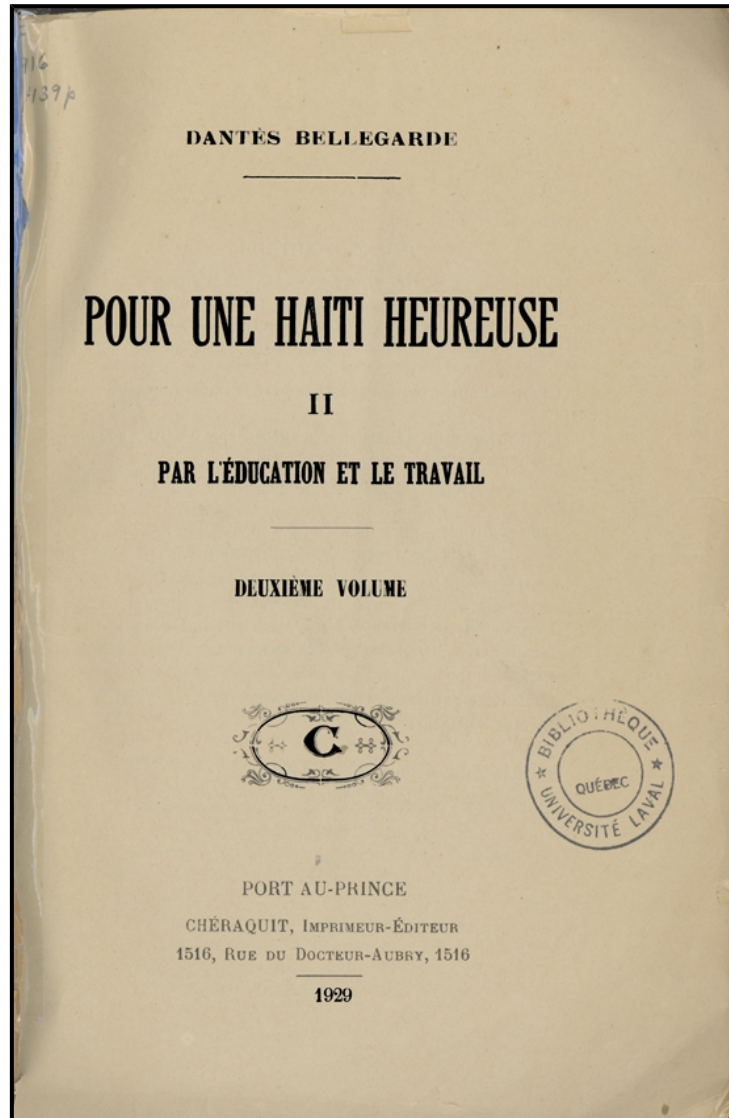 DANTÈS BELLEGARDE
POUR UNE HAITI HEUREUSE
II
PAR L'ÉDUCATION ET LE TRAVAIL
DEUXIÈME VOLUME
C
BIBLIOTHÈQUE
QUÉBEC
UNIVERSITÉ LAVAL
PORT AU-PRINCE
CHÉRAQUIT, IMPRIMEUR-ÉDITEUR
1516, RUE DU DOCTEUR-AUBRY, 1516
1929